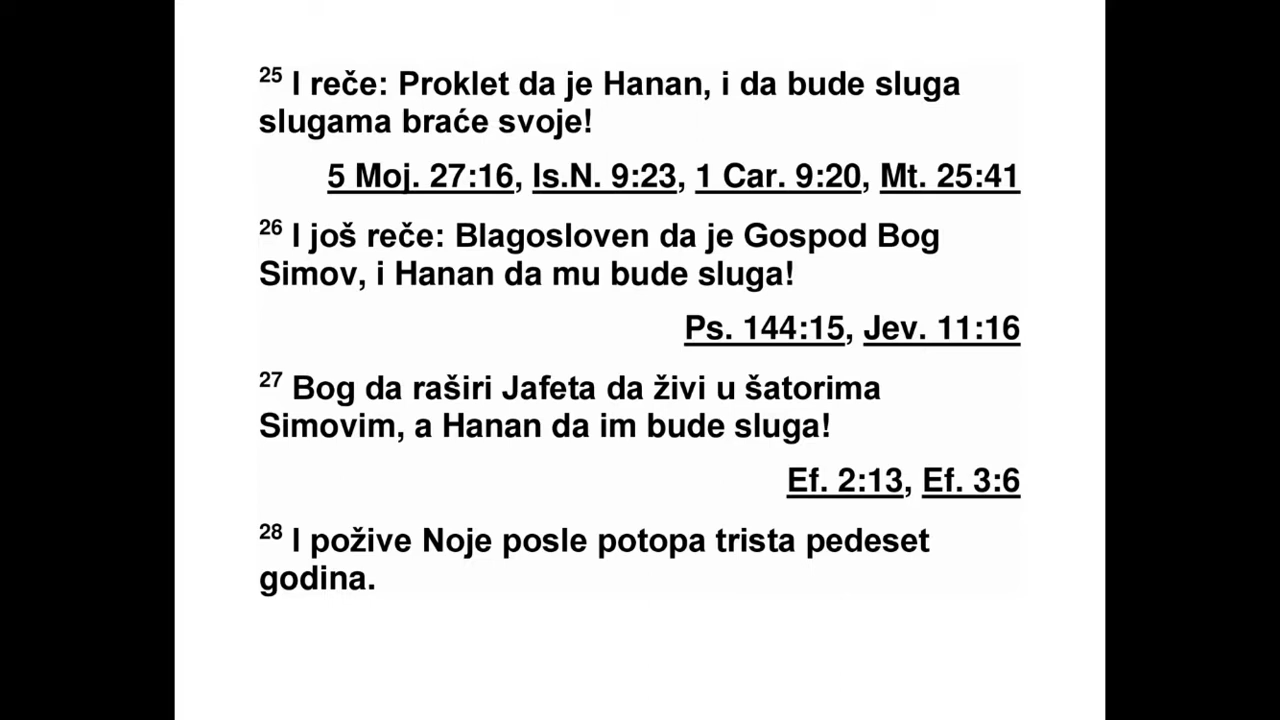 25 I reče: Proklet da je Hanan, i da bude sluga
slugama braće svoje!
5 Moj. 27:16, Is.N. 9:23, 1 Car. 9:20, Mt. 25:41
26 I još reče: Blagosloven da je Gospod Bog
Simov, i Hanan da mu bude sluga!
Ps. 144:15, Jev. 11:16
27 Bog da raširi Jafeta da živi u šatorima
Simovim, a Hanan da im bude sluga!
Ef. 2:13, Ef. 3:6
28 I požive Noje posle potopa trista pedeset
godina.